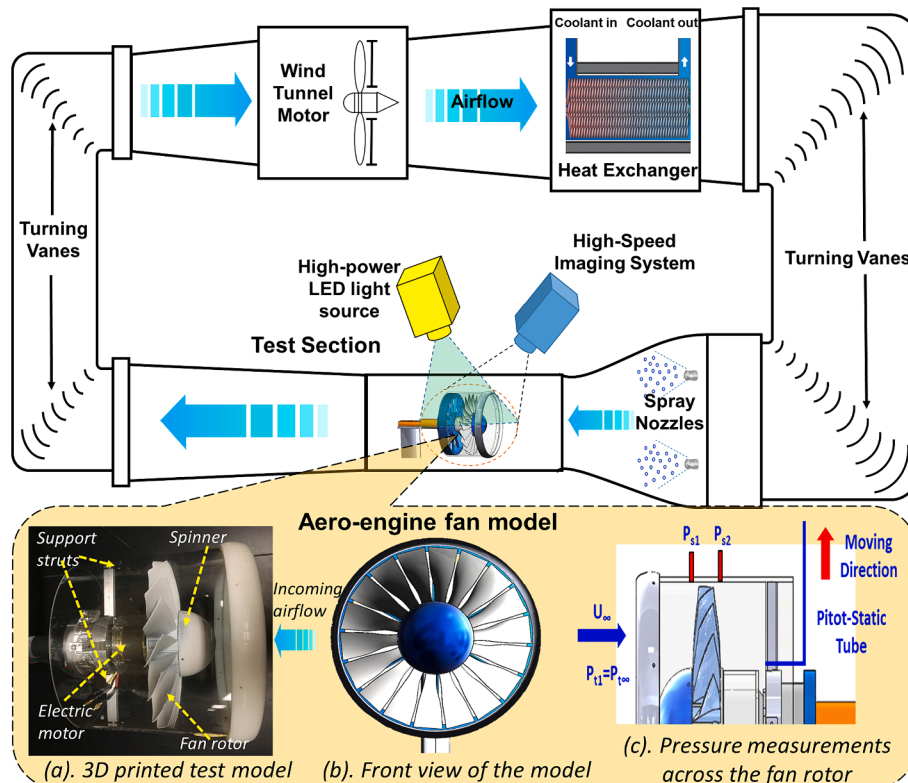 Coolant in Coolant out
Wind
Tunnel
Motor
Airflow
Heat Exchanger
Turning
Vanes
High-power
LED light
source
High-Speed
Imaging System
Turning Vanes
Test Section
Spray
Nozzles
Aero-engine fan model
Support
struts
Spinner
Electric
motor
Fan rotor
Incoming
airflow
Ps1 Ps2
Moving
Direction
U∞
Pitot-Static
Tube
Pt1=Pt∞
(a). 3D printed test model
(b). Front view of the model
(c). Pressure measurements
across the fan rotor